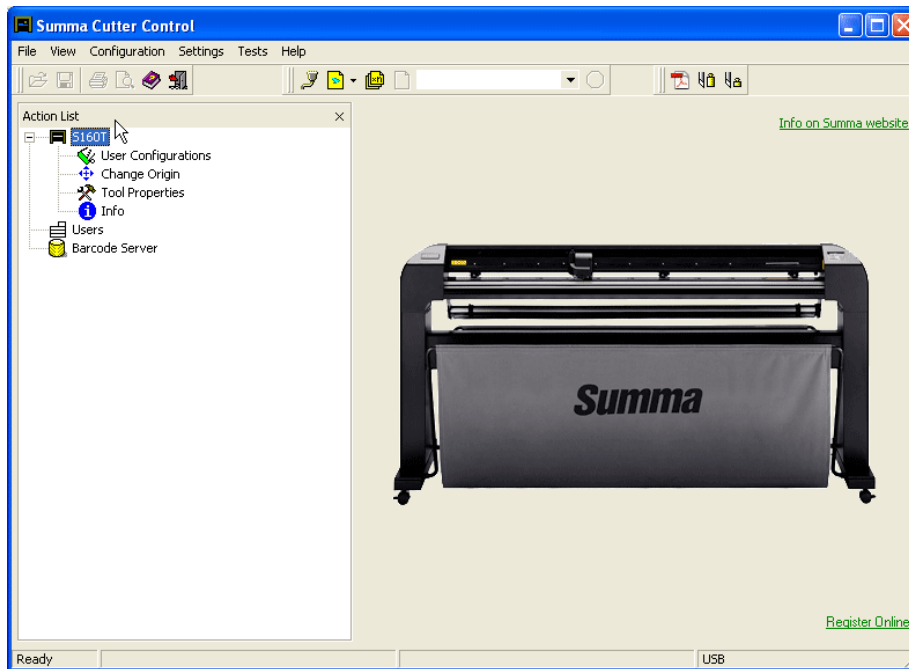 Summa Cutter Control
File View Configuration Settings Tests Help
Action List
Info on Summa website
S160T
User Configurations
Change Origin
Tool Properties
Info
Users
Barcode Server
Summa
Register Online
Ready USB